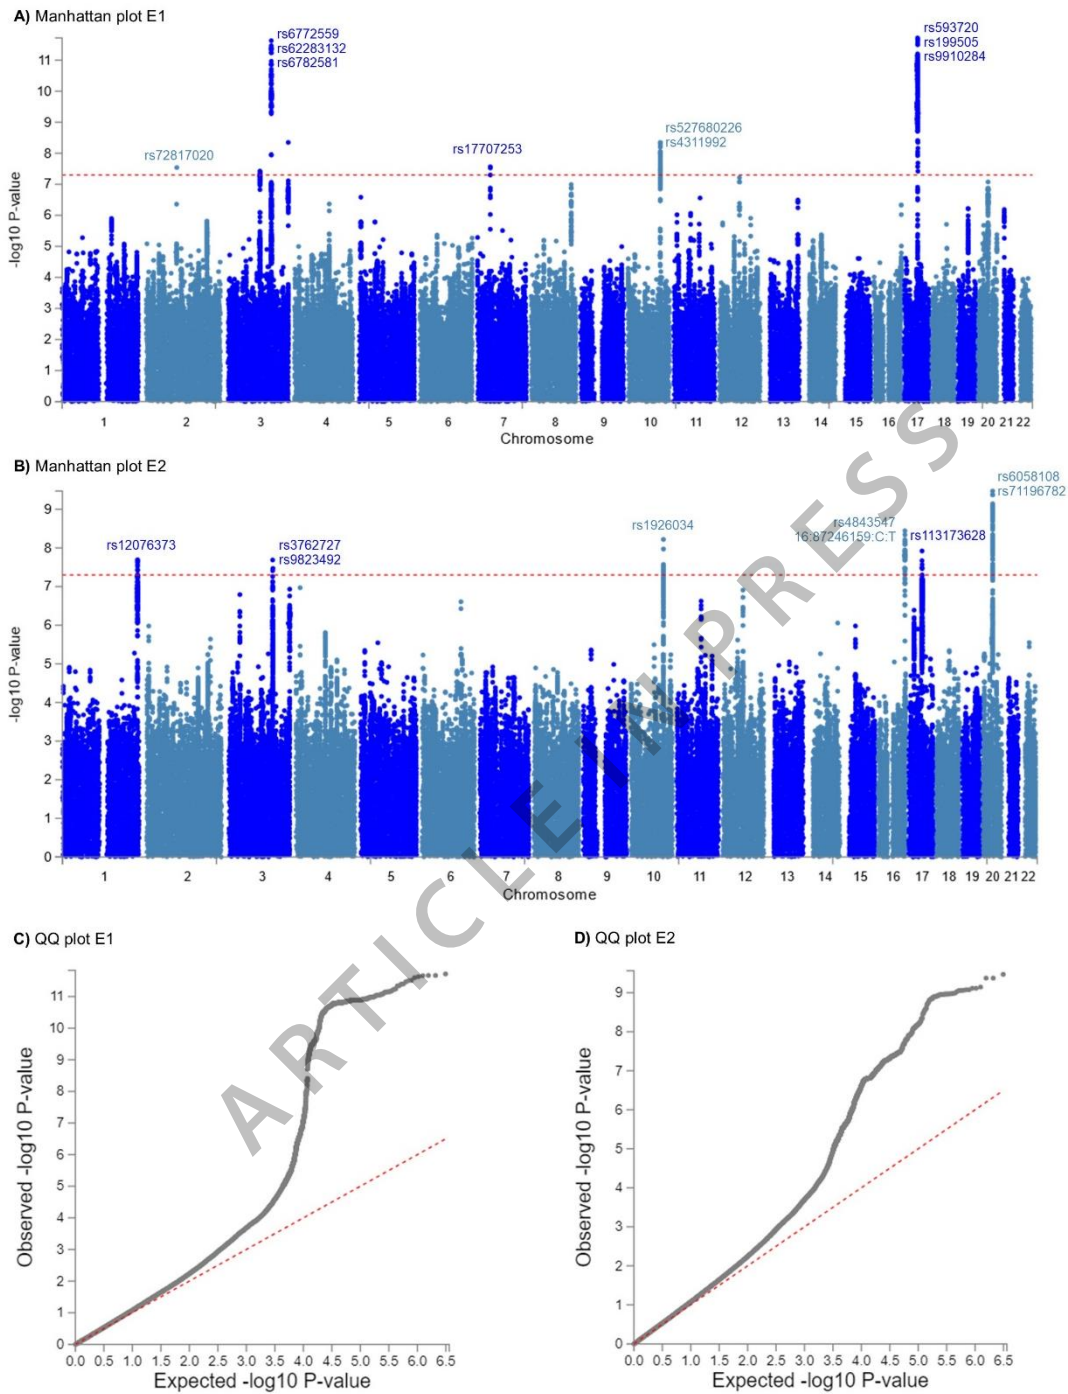 A) Manhattan plot E1
rs6772559
rs62283132
rs6782581
rs593720
rs199505
rs9910284
rs527680226
rs4311992
rs17707253
rs72817020
-log10 P-value
11
10
9
8
7
6
5
4
3
2
1
0
1 2 3 4 5 6 7 8 9 10 11 12 13 14 15 16 17 18 19 20 21 22
Chromosome
B) Manhattan plot E2
rs6058108
rs71196782
rs4843547
16:87246159:C:T
rs113173628
rs1926034
rs12076373
rs3762727
rs9823492
-log10 P-value
9
8
7
6
5
4
3
2
1
0
1 2 3 4 5 6 7 8 9 10 11 12 13 14 15 16 17 18 19 20 21 22
Chromosome
ARTICLE IN PRESS
C) QQ plot E1
Observed -log10 P-value
11
10
9
8
7
6
5
4
3
2
1
0
0.0 0.5 1.0 1.5 2.0 2.5 3.0 3.5 4.0 4.5 5.0 5.5 6.0 6.5
Expected -log10 P-value
D) QQ plot E2
Observed -log10 P-value
9
8
7
6
5
4
3
2
1
0
0.0 0.5 1.0 1.5 2.0 2.5 3.0 3.5 4.0 4.5 5.0 5.5 6.0 6.5
Expected -log10 P-value